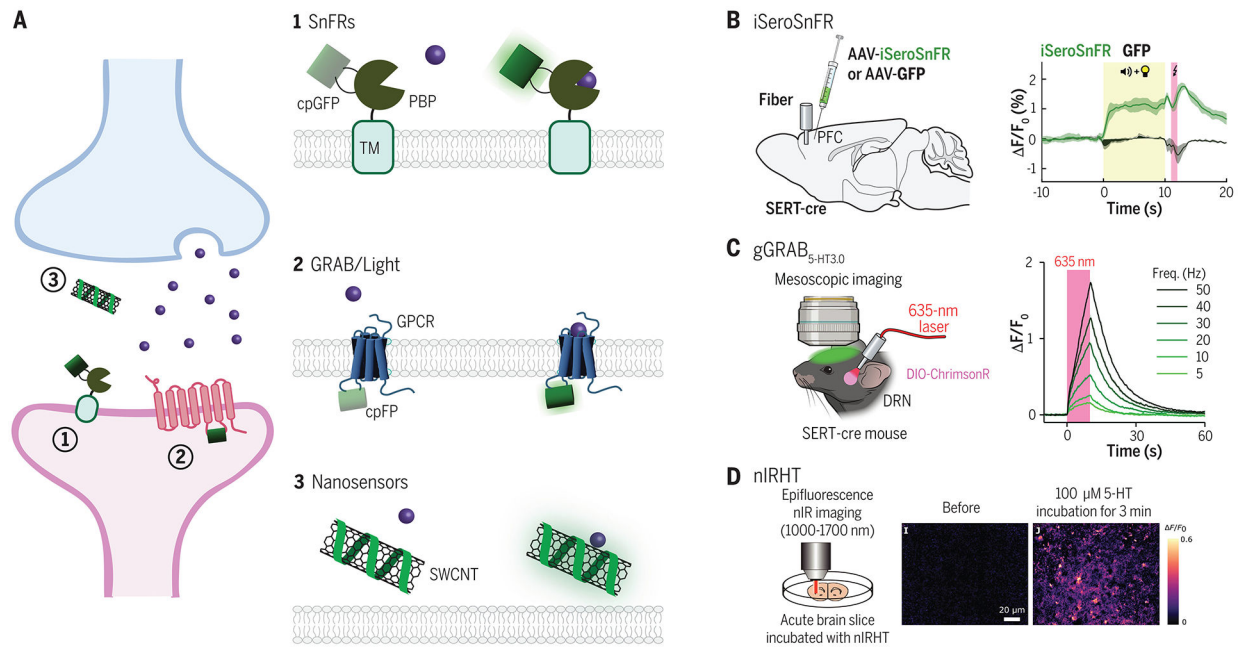 A
3
1
2
1 SnFRs
cpGFP
PBP
TM
2 GRAB/Light
GPCR
cpFP
3 Nanosensors
SWCNT
B iSeroSnFR
AAV-iSeroSnFR
or AAV-GFP
Fiber
PFC
SERT-cre
iSeroSnFR GFP
+
ΔF/F0 (%)
2
1
0
-1
-10 0 10 20
Time (s)
C gGRAB5-HT3.0
Mesoscopic imaging
635-nm
laser
DIO-ChrimsonR
DRN
SERT-cre mouse
635 nm
Freq. (Hz)
50
40
30
20
10
5
ΔF/F0
2
1
0
0 30 60
Time (s)
D nIRHT
Epifluorescence
nIR imaging
(1000-1700 nm)
Acute brain slice
incubated with nIRHT
Before
I
20 μm
100 μM 5-HT
incubation for 3 min
J
ΔF/F0
0.6
0